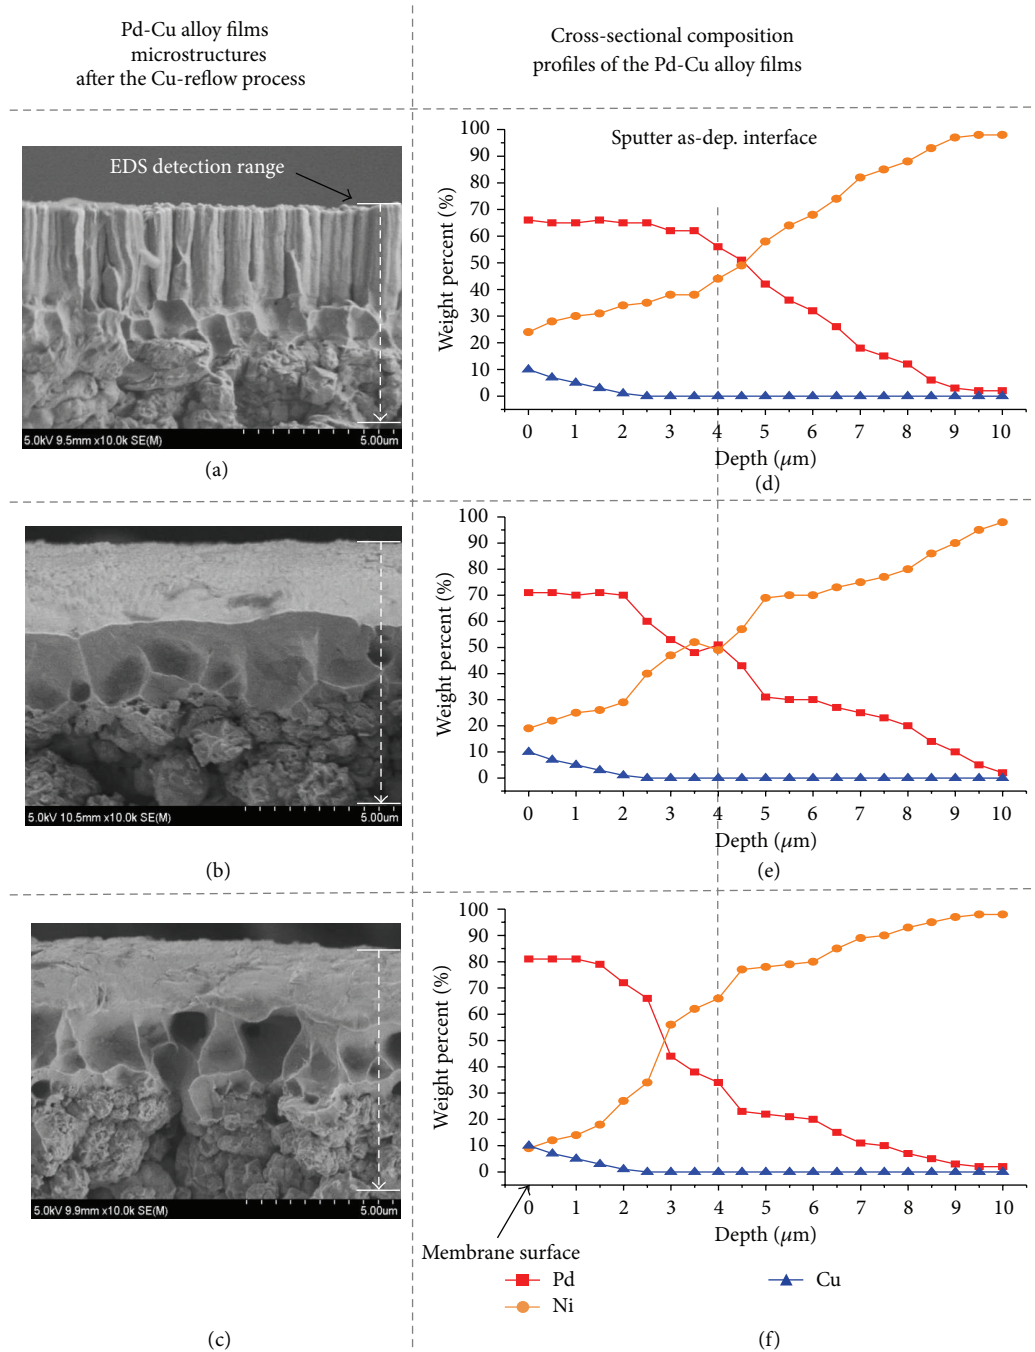 Pd-Cu alloy films
microstructures
after the Cu-reflow process
Cross-sectional composition
profiles of the Pd-Cu alloy films
EDS detection range
5.0kV 9.5mm x10.0k SE(M)
5.00um
(a)
Sputter as-dep. interface
Weight percent (%)
100
90
80
70
60
50
40
30
20
10
0
0 1 2 3 4 5 6 7 8 9 10
Depth (μm)
(d)
5.0kV 10.5mm x10.0k SE(M)
5.00um
(b)
Weight percent (%)
100
90
80
70
60
50
40
30
20
10
0
0 1 2 3 4 5 6 7 8 9 10
Depth (μm)
(e)
5.0kV 9.9mm x10.0k SE(M)
5.00um
(c)
Weight percent (%)
100
90
80
70
60
50
40
30
20
10
0
0 1 2 3 4 5 6 7 8 9 10
Depth (μm)
Membrane surface
Pd
Ni
Cu
(f)